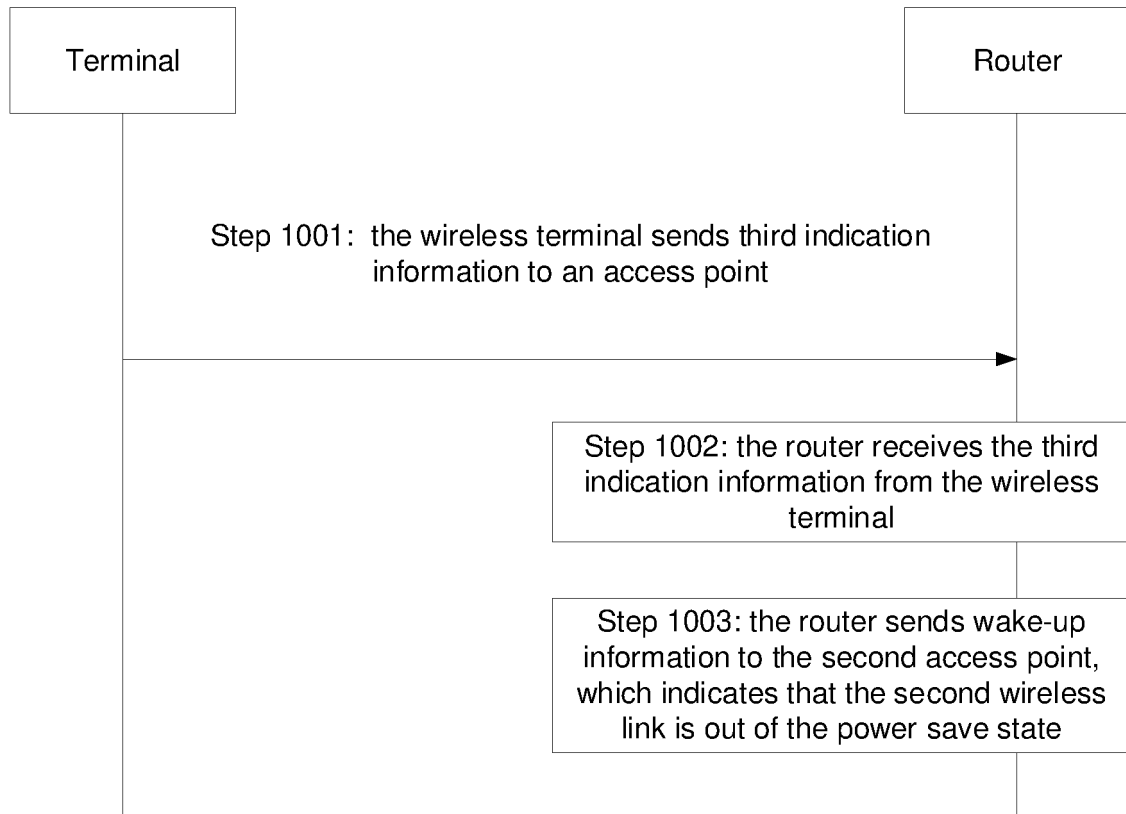 Terminal
Router
Step 1001:  the wireless terminal sends third indication
information to an access point
Step 1002: the router receives the third
indication information from the wireless
terminal
Step 1003: the router sends wake-up
information to the second access point,
which indicates that the second wireless
link is out of the power save state